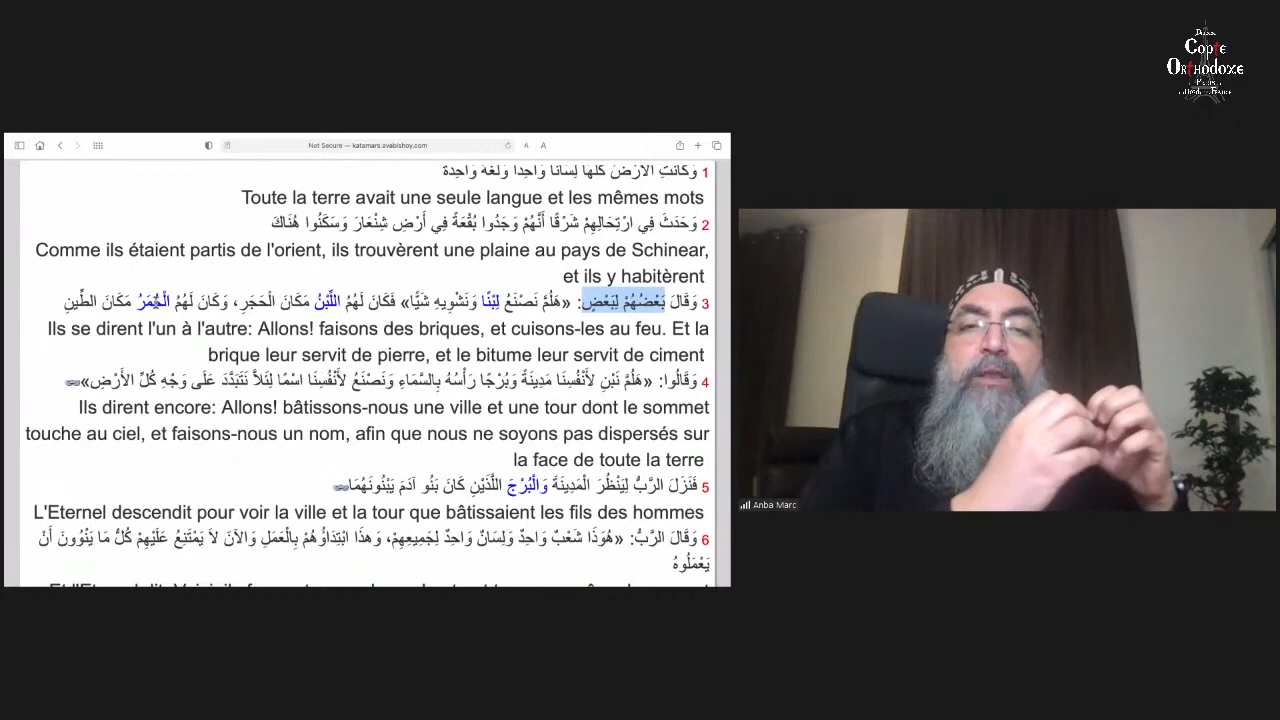 Copte
Orthodoxe
Not Secure — katamars.avabishoy.com
A A
1 وَكَانَتِ الأَرْضُ كُلُّهَا لِسَانًا وَاحِدًا وَلُغَةً وَاحِدَةً
Toute la terre avait une seule langue et les mêmes mots
2 وَحَدَثَ فِي ارْتِحَالِهِمْ شَرْقًا أَنَّهُمْ وَجَدُوا بُقْعَةً فِي أَرْضِ شِنْعَارَ وَسَكَنُوا هُنَاكَ
Comme ils étaient partis de l'orient, ils trouvèrent une plaine au pays de Schinear,
et ils y habitèrent
3 وَقَالَ بَعْضُهُمْ لِبَعْضٍ: «هَلُمَّ نَصْنَعُ لِبْنًا وَنَشْوِيهِ شَيًّا» فَكَانَ لَهُمُ اللِّبْنُ مَكَانَ الْحَجَرِ، وَكَانَ لَهُمُ الْحُمَرُ مَكَانَ الطِّينِ
Ils se dirent l'un à l'autre: Allons! faisons des briques, et cuisons-les au feu. Et la
brique leur servit de pierre, et le bitume leur servit de ciment
4 وَقَالُوا: «هَلُمَّ نَبْنِ لأَنْفُسِنَا مَدِينَةً وَبُرْجًا رَأْسُهُ بِالسَّمَاءِ وَنَصْنَعُ لأَنْفُسِنَا اسْمًا لِئَلاَّ نَتَبَدَّدَ عَلَى وَجْهِ كُلِّ الأَرْضِ»
Ils dirent encore: Allons! bâtissons-nous une ville et une tour dont le sommet
touche au ciel, et faisons-nous un nom, afin que nous ne soyons pas dispersés sur
la face de toute la terre
5 فَنَزَلَ الرَّبُّ لِيَنْظُرَ الْمَدِينَةَ وَالْبُرْجَ اللَّذَيْنِ كَانَ بَنُو آدَمَ يَبْنُونَهُمَا
L'Eternel descendit pour voir la ville et la tour que bâtissaient les fils des hommes
6 وَقَالَ الرَّبُّ: «هُوَذَا شَعْبٌ وَاحِدٌ وَلِسَانٌ وَاحِدٌ لِجَمِيعِهِمْ، وَهذَا ابْتِدَاؤُهُمْ بِالْعَمَلِ وَالآنَ لاَ يَمْتَنِعُ عَلَيْهِمْ كُلُّ مَا يَنْوُونَ أَنْ
يَعْمَلُوهُ
Anba Marc